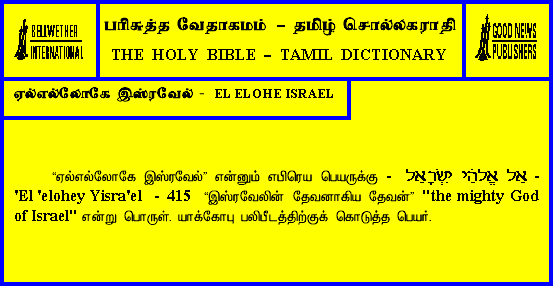 BELLWETHER
INTERNATIONAL
பரிசுத்த வேதாகமம் – தமிழ் சொல்லகராதி
THE HOLY BIBLE – TAMIL DICTIONARY
GOOD NEWS
PUBLISHERS
ஏல்எல்லோகே இஸ்ரவேல் - EL ELOHE ISRAEL
“ஏல்எல்லோகே இஸ்ரவேல்” என்னும் எபிரெய பெயருக்கு - אֵל אֱלֹהֵי יִשְׂרָאֵל -
'El 'elohey Yisra'el - 415 “இஸ்ரவேலின் தேவனாகிய தேவன்” "the mighty God
of Israel" என்று பொருள். யாக்கோபு பலிபீடத்திற்குக் கொடுத்த பெயர்.